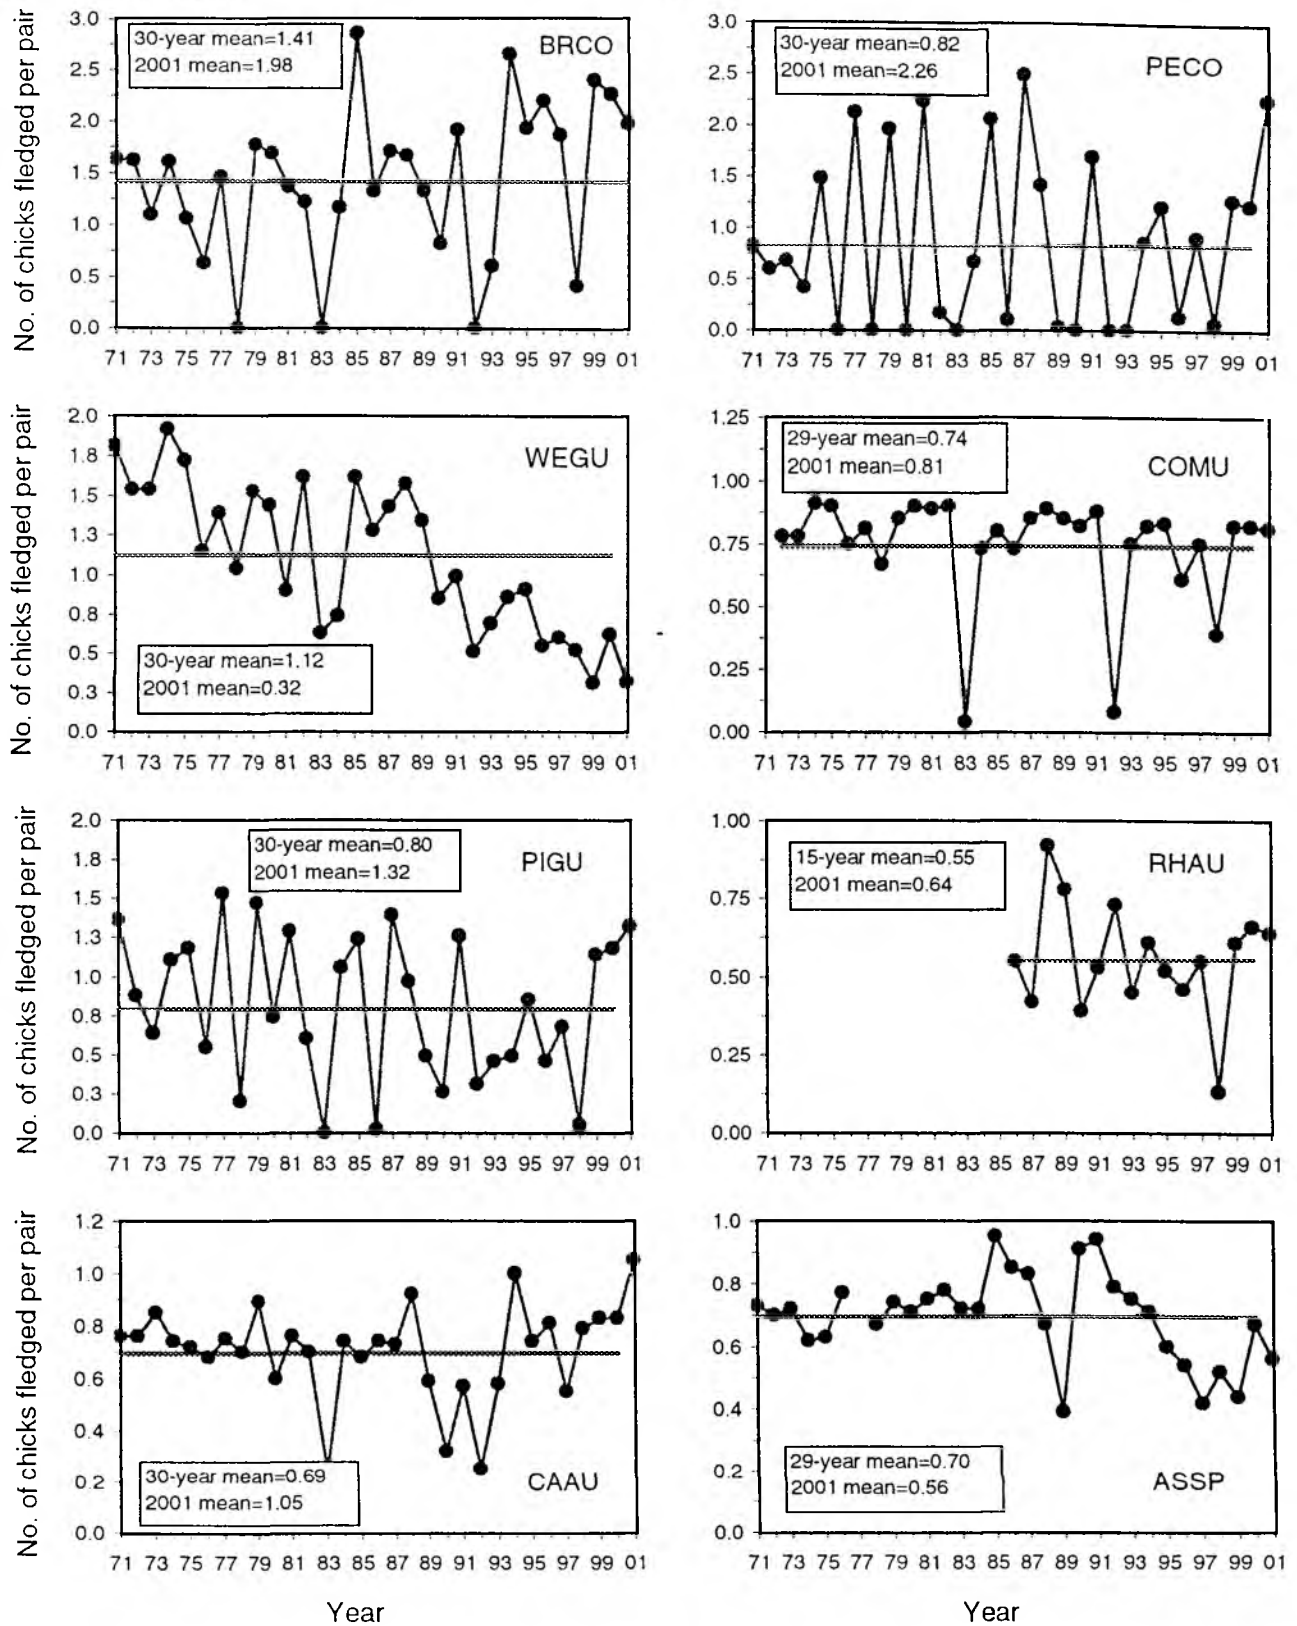 No. of chicks fledged per pair
3.0
2.5
2.0
1.5
1.0
0.5
0.0
30-year mean=1.41
2001 mean=1.98
BRCO
71 73 75 77 79 81 83 85 87 89 91 93 95 97 99 01
3.0
2.5
2.0
1.5
1.0
0.5
0.0
30-year mean=0.82
2001 mean=2.26
PECO
71 73 75 77 79 81 83 85 87 89 91 93 95 97 99 01
No. of chicks fledged per pair
2.0
1.8
1.5
1.3
1.0
0.8
0.5
0.3
0.0
WEGU
30-year mean=1.12
2001 mean=0.32
71 73 75 77 79 81 83 85 87 89 91 93 95 97 99 01
1.25
1.00
0.75
0.50
0.25
0.00
29-year mean=0.74
2001 mean=0.81
COMU
71 73 75 77 79 81 83 85 87 89 91 93 95 97 99 01
No. of chicks fledged per pair
2.0
1.8
1.5
1.3
1.0
0.8
0.5
0.3
0.0
30-year mean=0.80
2001 mean=1.32
PIGU
71 73 75 77 79 81 83 85 87 89 91 93 95 97 99 01
1.00
0.75
0.50
0.25
0.00
15-year mean=0.55
2001 mean=0.64
RHAU
71 73 75 77 79 81 83 85 87 89 91 93 95 97 99 01
No. of chicks fledged per pair
1.2
1.0
0.8
0.6
0.4
0.2
0.0
30-year mean=0.69
2001 mean=1.05
CAAU
71 73 75 77 79 81 83 85 87 89 91 93 95 97 99 01
Year
1.0
0.8
0.6
0.4
0.2
0.0
29-year mean=0.70
2001 mean=0.56
ASSP
71 73 75 77 79 81 83 85 87 89 91 93 95 97 99 01
Year